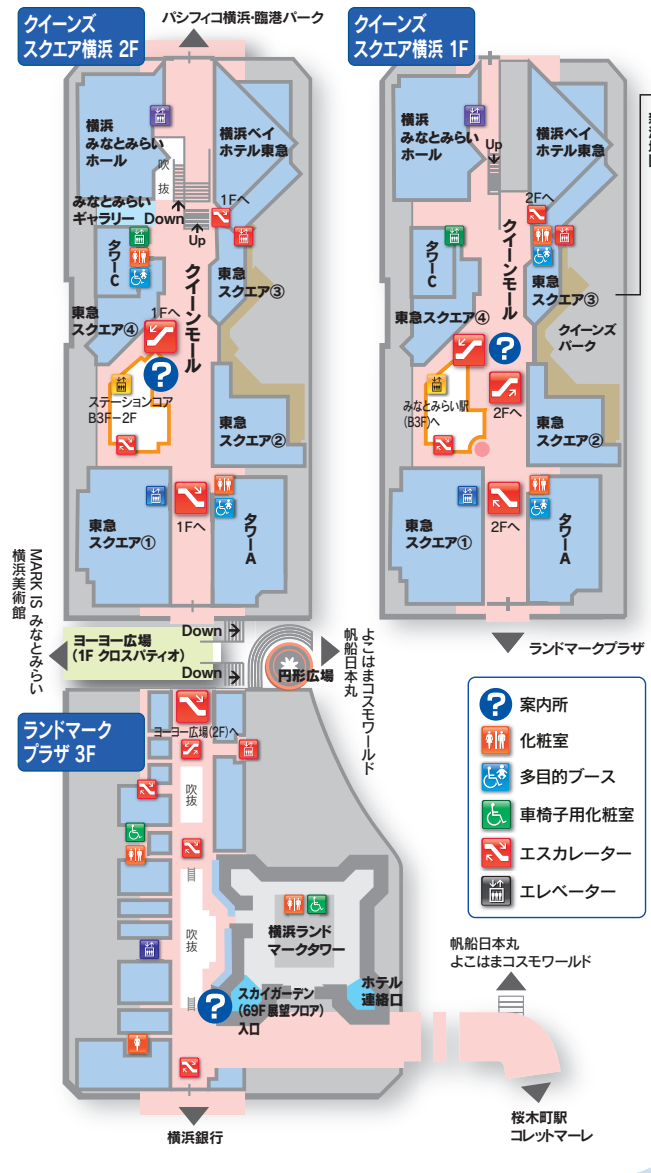 クイーンズ
スクエア横浜 2F
パシフィコ横浜・臨港パーク
横浜
みなとみらい
ホール
横浜ベイ
ホテル東急
吹
抜
みなとみらい
ギャラリー
Down
1Fへ
Up
タワーC
クイーンモール
東急
スクエア③
東急
スクエア④
1Fへ
?
ステーションコア
B3F−2F
東急
スクエア②
東急
スクエア①
1Fへ
タワーA
クイーンズ
スクエア横浜 1F
横浜
みなとみらい
ホール
Up
横浜ベイ
ホテル東急
2Fへ
タワーC
クイーンモール
東急
スクエア③
東急
スクエア④
クイーンズ
パーク
?
みなとみらい駅
(B3F)へ
2Fへ
東急
スクエア②
東急
スクエア①
2Fへ
タワーA
ランドマークプラザ
MARK IS みなとみらい
横浜美術館
ヨーヨー広場
(1F クロスパティオ)
Down
Down
円形広場
よこはまコスモワールド
帆船日本丸
ランドマーク
プラザ 3F
ヨーヨー広場(2F)へ
吹
抜
吹
抜
横浜ランド
マークタワー
?
スカイガーデン
(69F 展望フロア)
入口
ホテル
連絡口
横浜銀行
?
案内所
化粧室
多目的ブース
車椅子用化粧室
エスカレーター
エレベーター
帆船日本丸
よこはまコスモワールド
桜木町駅
コレットマーレ